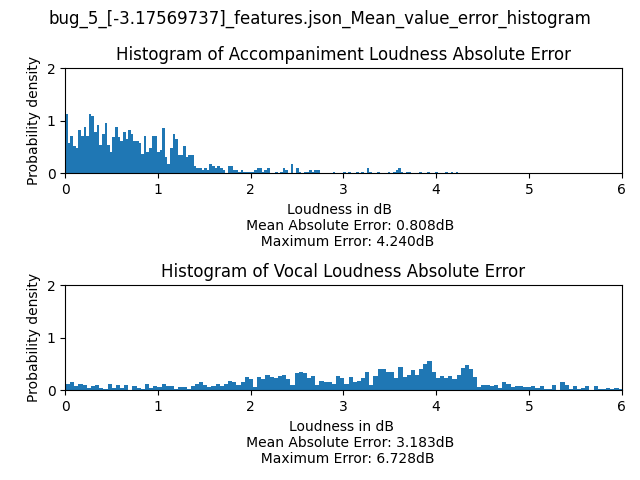 bug_5_[-3.17569737]_features.json_Mean_value_error_histogram
Histogram of Accompaniment Loudness Absolute Error
Probability density
2
1
0
0 1 2 3 4 5 6
Loudness in dB
Mean Absolute Error: 0.808dB
Maximum Error: 4.240dB
Histogram of Vocal Loudness Absolute Error
Probability density
2
1
0
0 1 2 3 4 5 6
Loudness in dB
Mean Absolute Error: 3.183dB
Maximum Error: 6.728dB